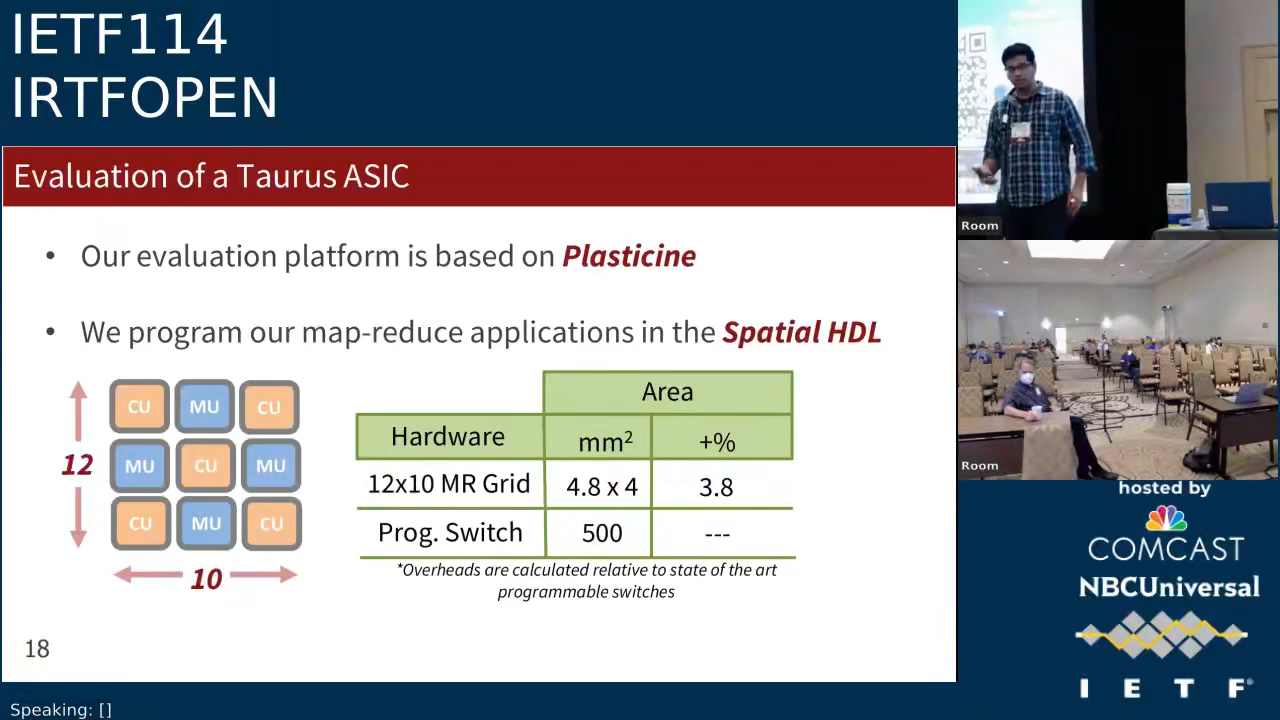 IETF114
IRTFOPEN
Evaluation of a Taurus ASIC
• Our evaluation platform is based on Plasticine
• We program our map-reduce applications in the Spatial HDL
CU MU CU
MU CU MU
CU MU CU
12
10
Area
Hardware mm² +%
12x10 MR Grid 4.8 x 4 3.8
Prog. Switch 500 ---
*Overheads are calculated relative to state of the art
programmable switches
18
Speaking: []
Room
Room
hosted by
COMCAST
NBCUniversal
I E T F®